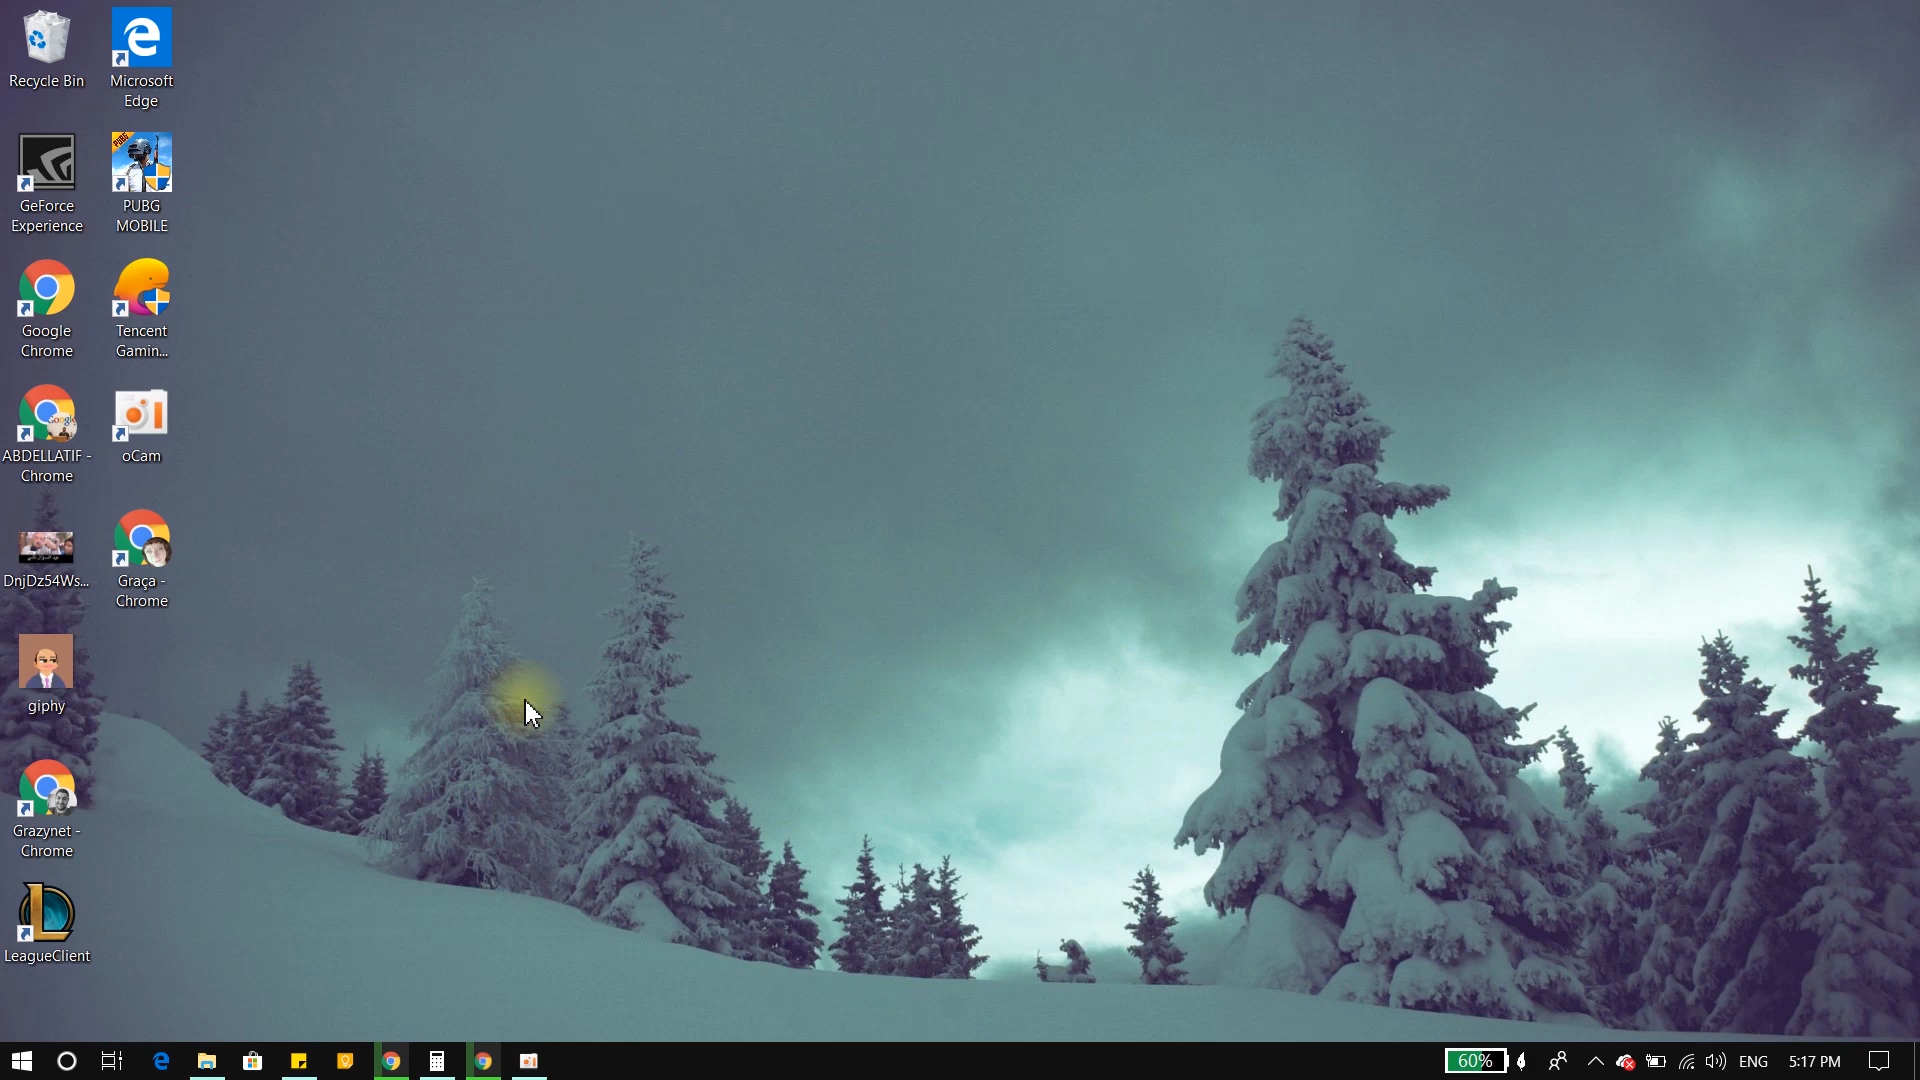 Recycle Bin
Microsoft
Edge
GeForce
Experience
PUBG
MOBILE
Google
Chrome
Tencent
Gamin...
ABDELLATIF -
Chrome
oCam
DnjDz54Ws...
Graça -
Chrome
giphy
Grazynet -
Chrome
LeagueClient
60%
ENG
5:17 PM